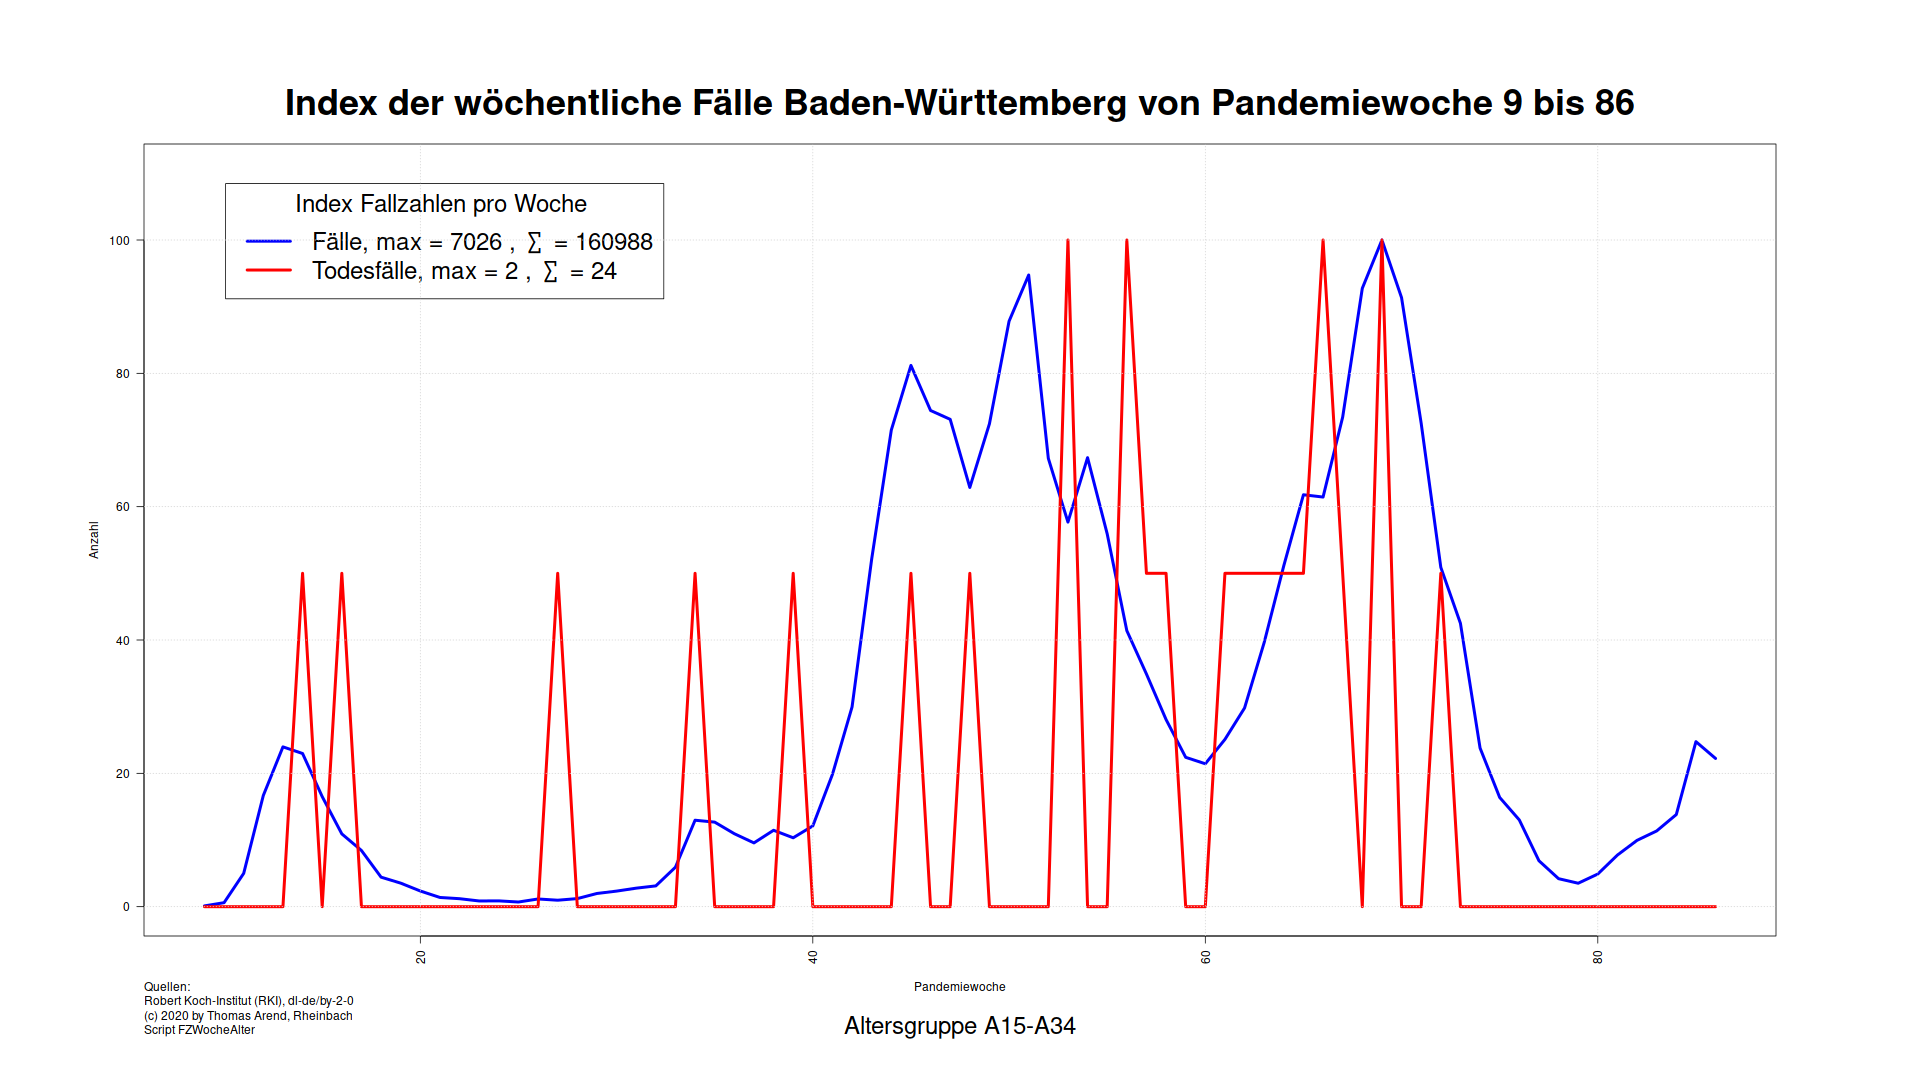 Index der wöchentliche Fälle Baden-Württemberg von Pandemiewoche 9 bis 86
Index Fallzahlen pro Woche
Fälle, max = 7026 , ∑ = 160988
Todesfälle, max = 2 , ∑ = 24
100
80
60
40
20
0
Anzahl
20
40
60
80
Pandemiewoche
Quellen:
Robert Koch-Institut (RKI), dl-de/by-2-0
(c) 2020 by Thomas Arend, Rheinbach
Script FZWocheAlter
Altersgruppe A15-A34